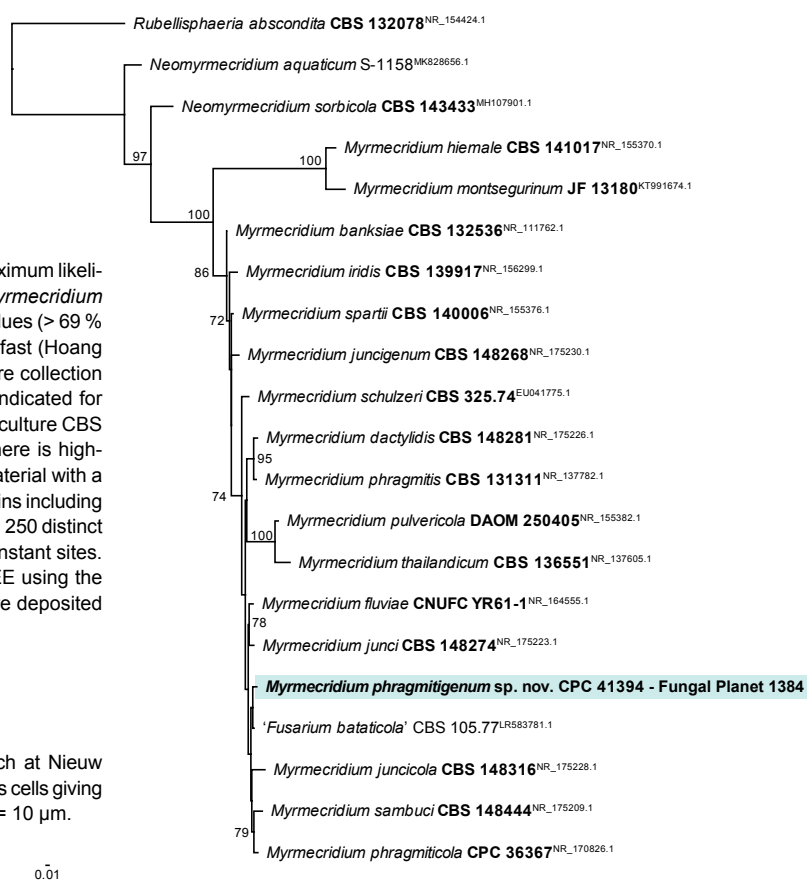 Rubellisphaeria abscondita CBS 132078NR_154424.1
Neomyrmecridium aquaticum S-1158MK828656.1
Neomyrmecridium sorbicola CBS 143433MH107901.1
97
Myrmecridium hiemale CBS 141017NR_155370.1
100
Myrmecridium montsegurinum JF 13180KT991674.1
100
Myrmecridium banksiae CBS 132536NR_111762.1
86
Myrmecridium iridis CBS 139917NR_156299.1
Myrmecridium spartii CBS 140006NR_155376.1
72
Myrmecridium juncigenum CBS 148268NR_175230.1
Myrmecridium schulzeri CBS 325.74EU041775.1
Myrmecridium dactylidis CBS 148281NR_175226.1
95
Myrmecridium phragmitis CBS 131311NR_137782.1
74
Myrmecridium pulvericola DAOM 250405NR_155382.1
100
Myrmecridium thailandicum CBS 136551NR_137605.1
Myrmecridium fluviae CNUFC YR61-1NR_164555.1
78
Myrmecridium junci CBS 148274NR_175223.1
Myrmecridium phragmitigenum sp. nov. CPC 41394 - Fungal Planet 1384
'Fusarium bataticola' CBS 105.77LR583781.1
Myrmecridium juncicola CBS 148316NR_175228.1
Myrmecridium sambuci CBS 148444NR_175209.1
79
Myrmecridium phragmiticola CPC 36367NR_170826.1
0.01
ximum likeli-
yrmecridium
lues (> 69 %
fast (Hoang
re collection
ndicated for
culture CBS
here is high-
aterial with a
ins including
250 distinct
nstant sites.
EE using the
e deposited
ch at Nieuw
s cells giving
= 10 µm.